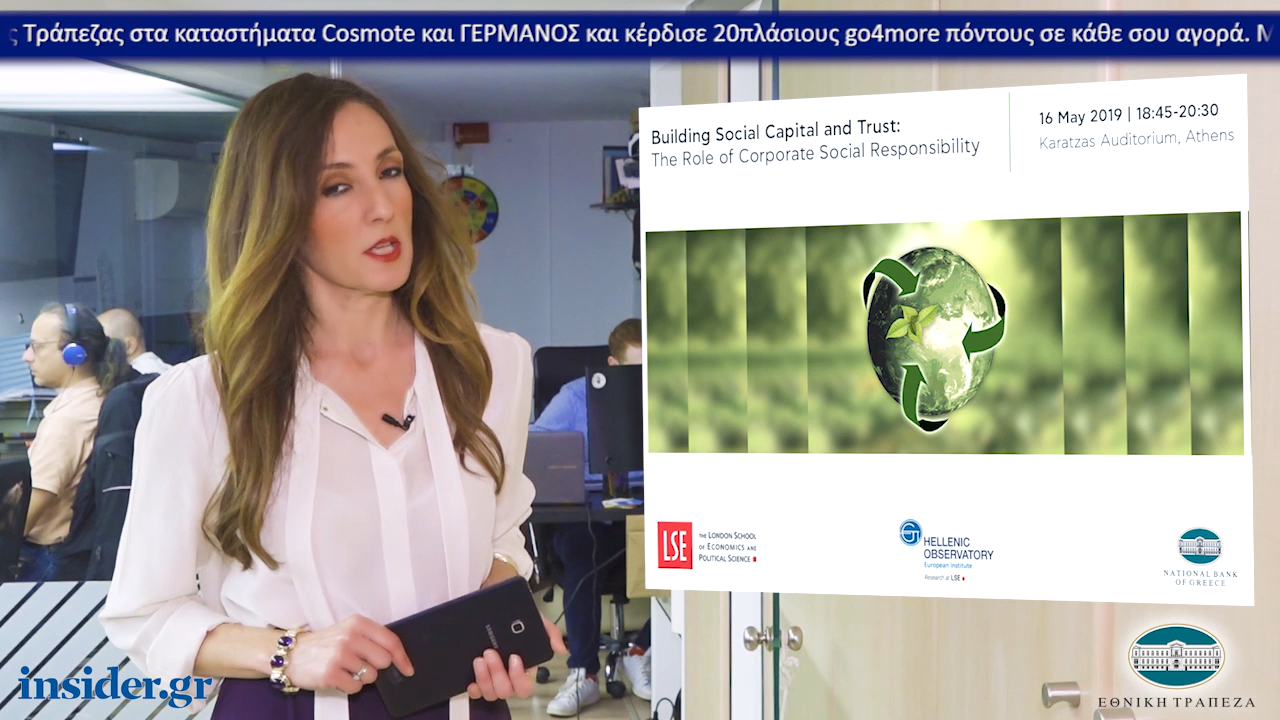 ς Τράπεζας στα καταστήματα Cosmote και ΓΕΡΜΑΝΟΣ και κέρδισε 20πλάσιους go4more πόντους σε κάθε σου αγορά. Μ
Building Social Capital and Trust:
The Role of Corporate Social Responsibility
16 May 2019 | 18:45-20:30
Karatzas Auditorium, Athens
LSE
THE LONDON SCHOOL
OF ECONOMICS AND
POLITICAL SCIENCE
HELLENIC
OBSERVATORY
European Institute
Research at LSE
NATIONAL BANK
OF GREECE
SAMSUNG
insider.gr
ΕΘΝΙΚΗ ΤΡΑΠΕΖΑ